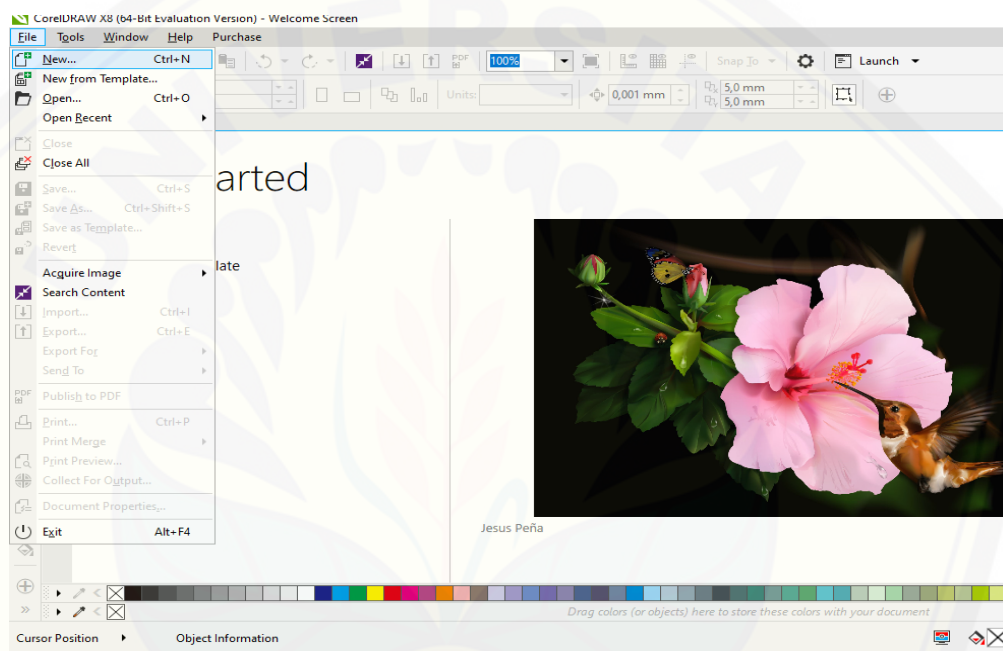 CorelDRAW X8 (64-Bit Evaluation Version) - Welcome Screen
File Tools Window Help Purchase
New... Ctrl+N
New from Template...
Open... Ctrl+O
Open Recent
Close
Close All
Save... Ctrl+S
Save As... Ctrl+Shift+S
Save as Template...
Revert
Acquire Image
Search Content
Import... Ctrl+I
Export... Ctrl+E
Export For
Send To
PDF Publish to PDF
Print... Ctrl+P
Print Merge
Print Preview...
Collect For Output...
Document Properties...
Exit Alt+F4
PDF 100% Snap To Launch
Units: 0,001 mm 5,0 mm
5,0 mm
arted
late
UNIVERSITA
Jesus Peña
Drag colors (or objects) here to store these colors with your document
Cursor Position Object Information